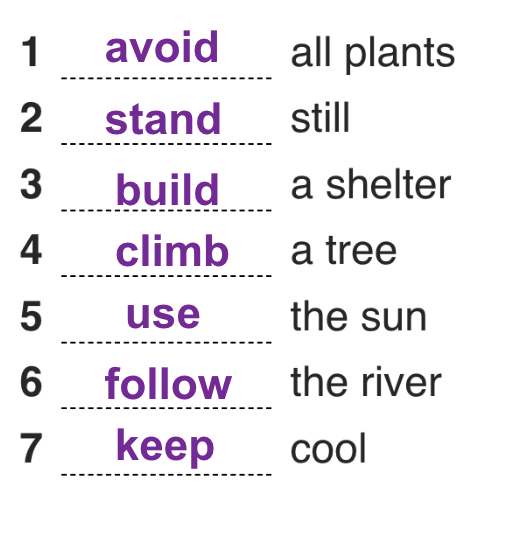 1 avoid all plants
2 stand still
3 build a shelter
4 climb a tree
5 use the sun
6 follow the river
7 keep cool